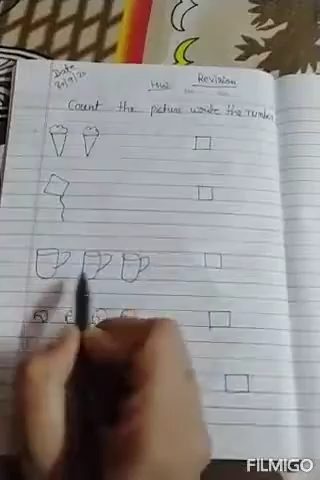 Date
Revision
H.W
Count the picture write the number
FILMIGO